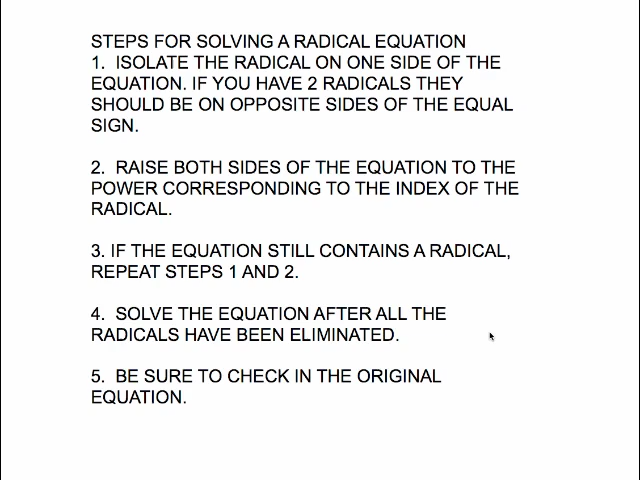 STEPS FOR SOLVING A RADICAL EQUATION
1.  ISOLATE THE RADICAL ON ONE SIDE OF THE
EQUATION. IF YOU HAVE 2 RADICALS THEY
SHOULD BE ON OPPOSITE SIDES OF THE EQUAL
SIGN.
2.  RAISE BOTH SIDES OF THE EQUATION TO THE
POWER CORRESPONDING TO THE INDEX OF THE
RADICAL.
3. IF THE EQUATION STILL CONTAINS A RADICAL,
REPEAT STEPS 1 AND 2.
4.  SOLVE THE EQUATION AFTER ALL THE
RADICALS HAVE BEEN ELIMINATED.
5.  BE SURE TO CHECK IN THE ORIGINAL
EQUATION.